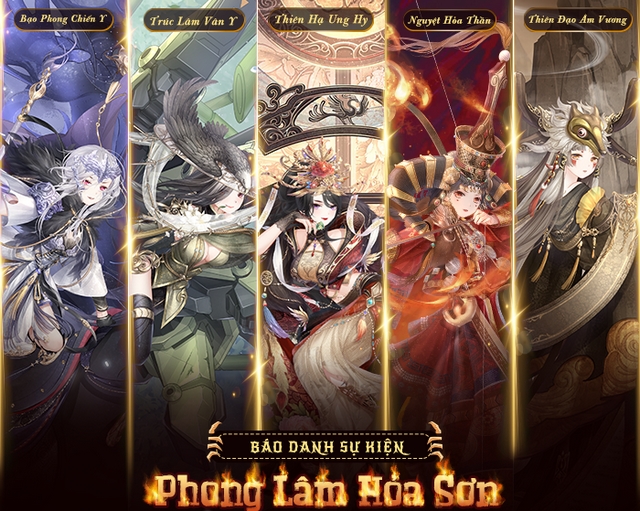 Bạo Phong Chiến Y
Trúc Lâm Vân Y
Thiên Hạ Ung Hy
Nguyệt Hỏa Thần
Thiên Đạo Âm Vương
BÁO DANH SỰ KIỆN
Phong Lâm Hỏa Sơn